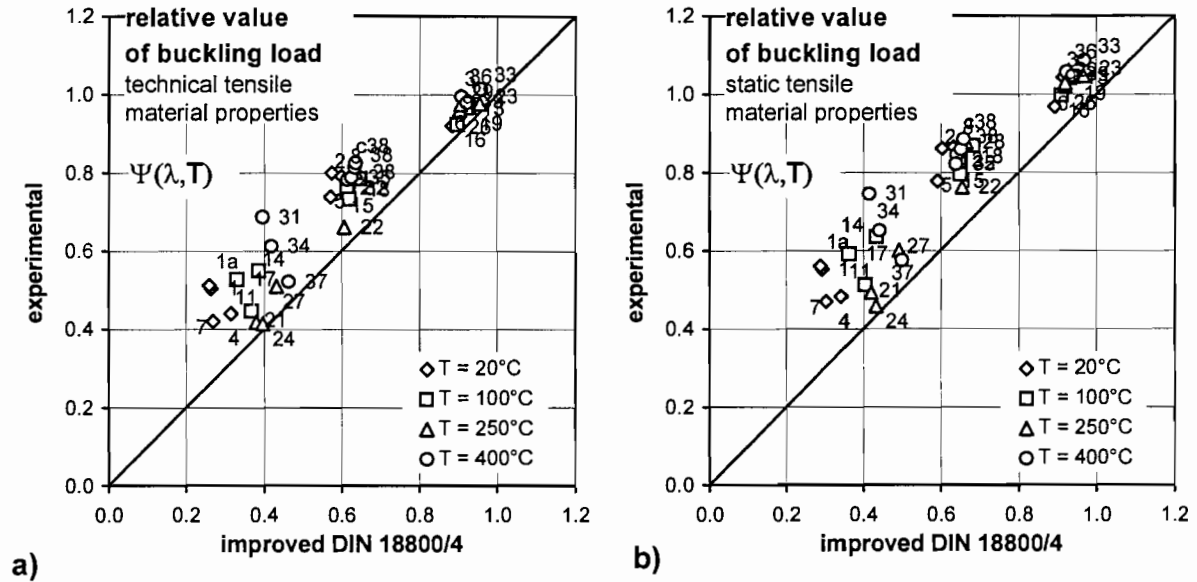 relative value
of buckling load
technical tensile
material properties
Ψ(λ,T)
experimental
1.2
1.0
0.8
0.6
0.4
0.2
0.0
33
16
15
22
31
34
1a
14
11
37
27
7
4
24
T = 20°C
T = 100°C
T = 250°C
T = 400°C
0.0 0.2 0.4 0.6 0.8 1.0 1.2
improved DIN 18800/4
a)
relative value
of buckling load
static tensile
material properties
Ψ(λ,T)
experimental
1.2
1.0
0.8
0.6
0.4
0.2
0.0
33
22
31
34
14
1a
17
27
37
21
7
4
24
T = 20°C
T = 100°C
T = 250°C
T = 400°C
0.0 0.2 0.4 0.6 0.8 1.0 1.2
improved DIN 18800/4
b)